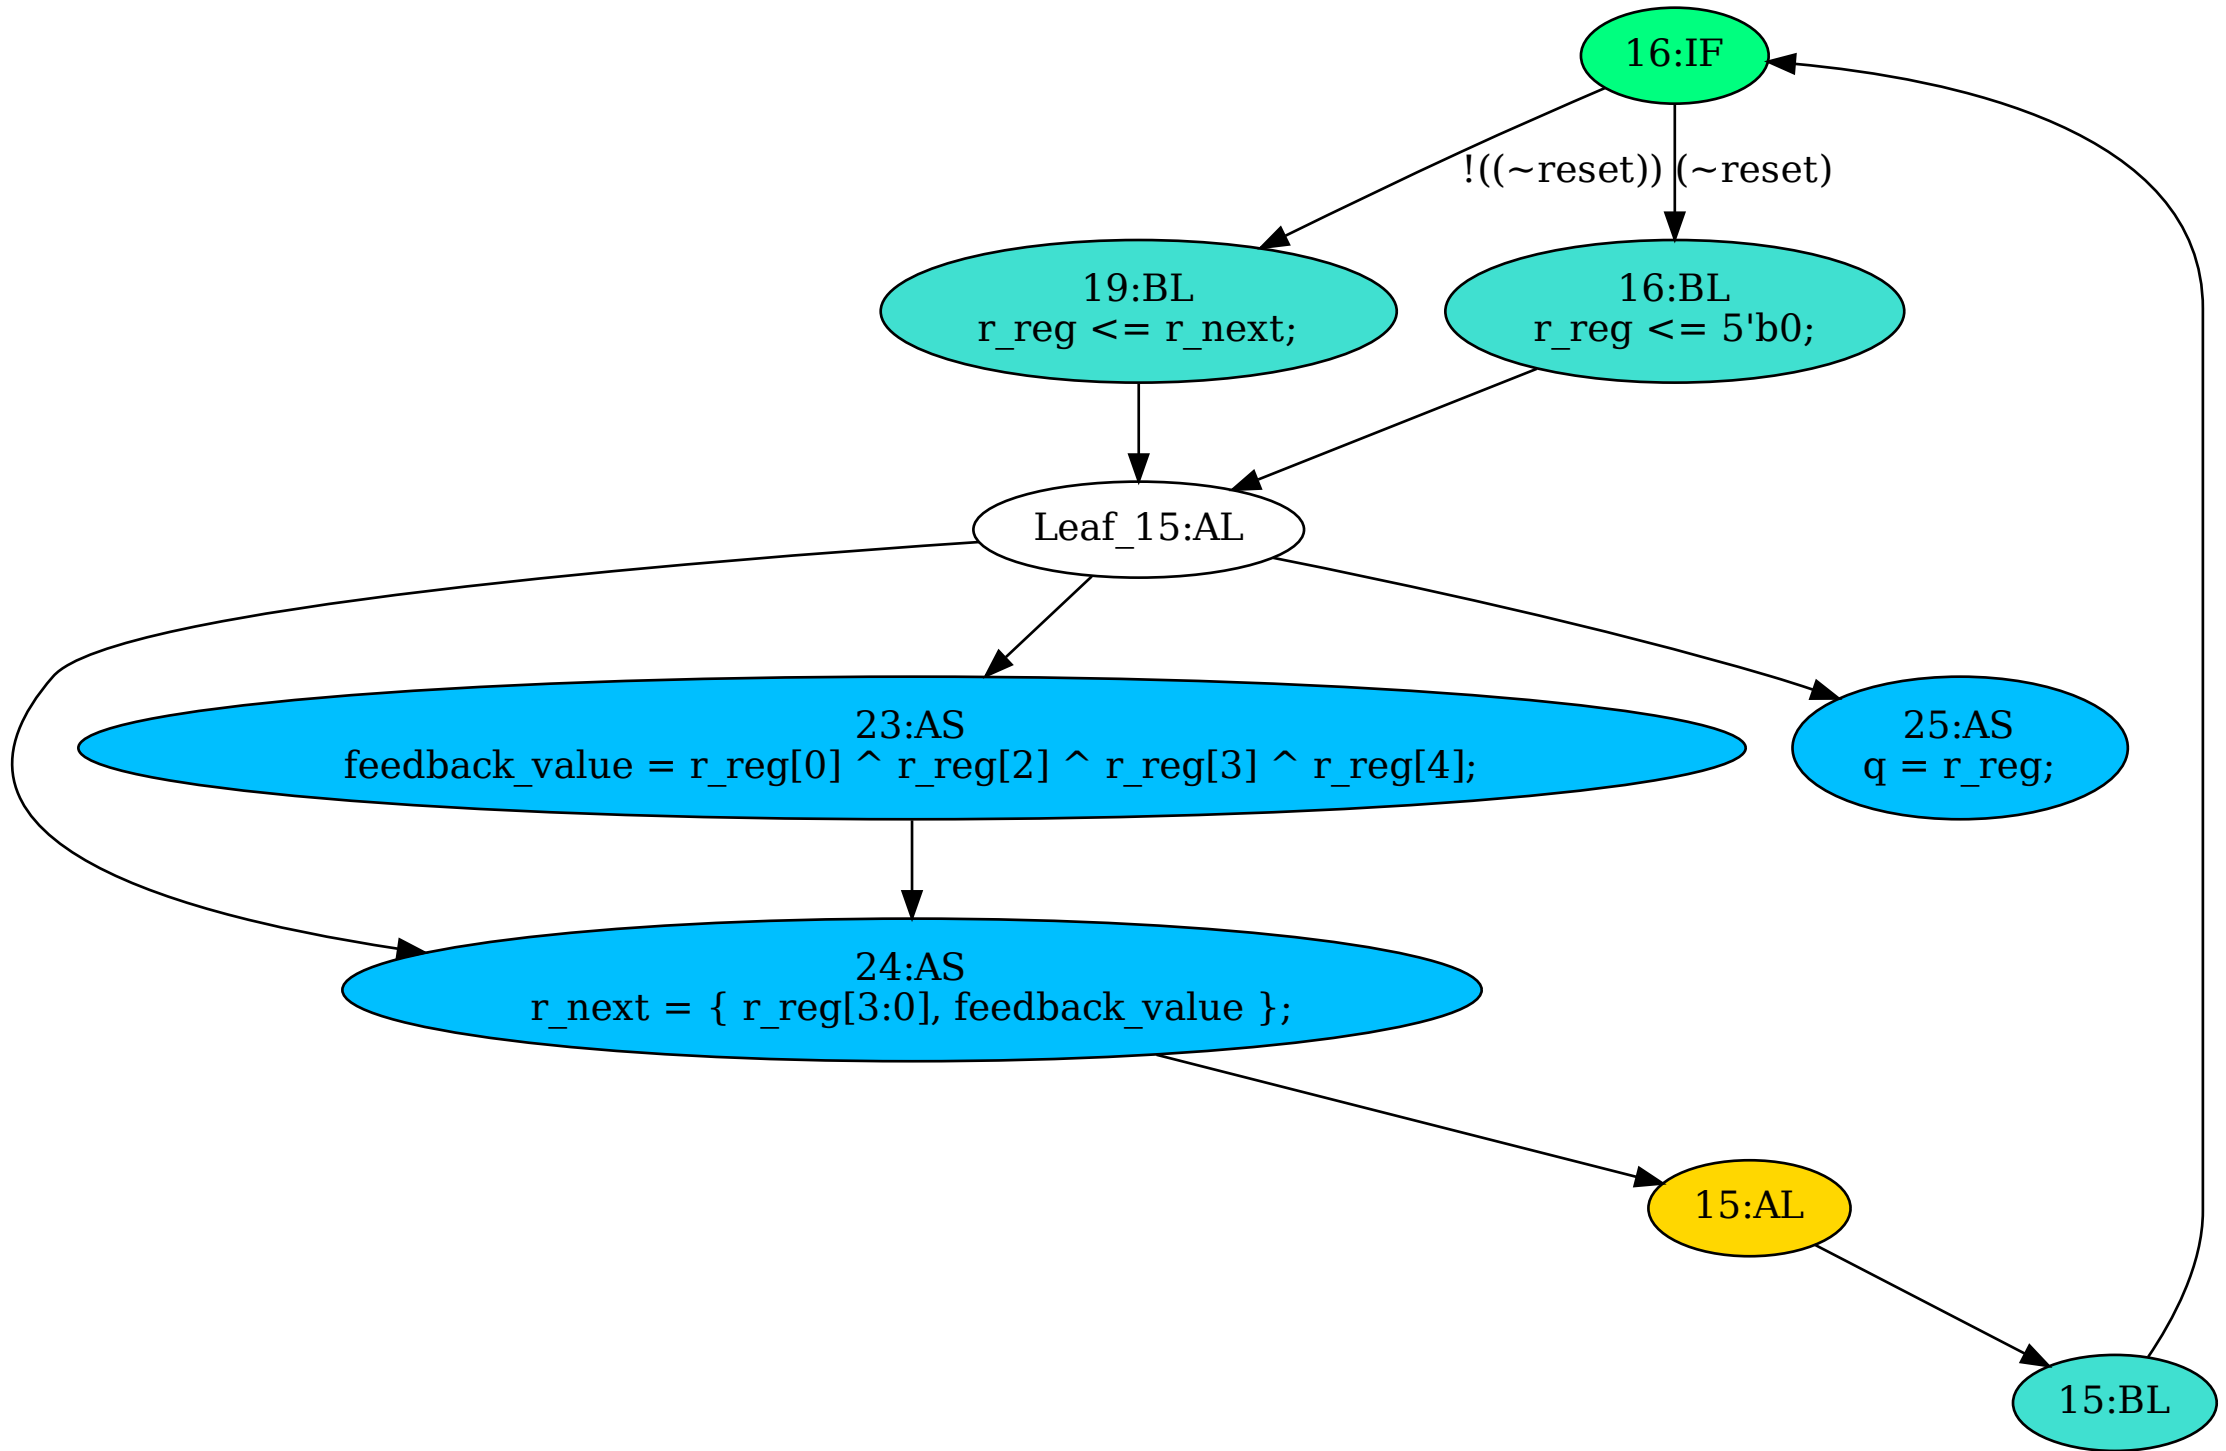 16:IF
!((~reset))
(~reset)
19:BL
r_reg <= r_next;
16:BL
r_reg <= 5'b0;
Leaf_15:AL
23:AS
feedback_value = r_reg[0] ^ r_reg[2] ^ r_reg[3] ^ r_reg[4];
25:AS
q = r_reg;
24:AS
r_next = { r_reg[3:0], feedback_value };
15:AL
15:BL